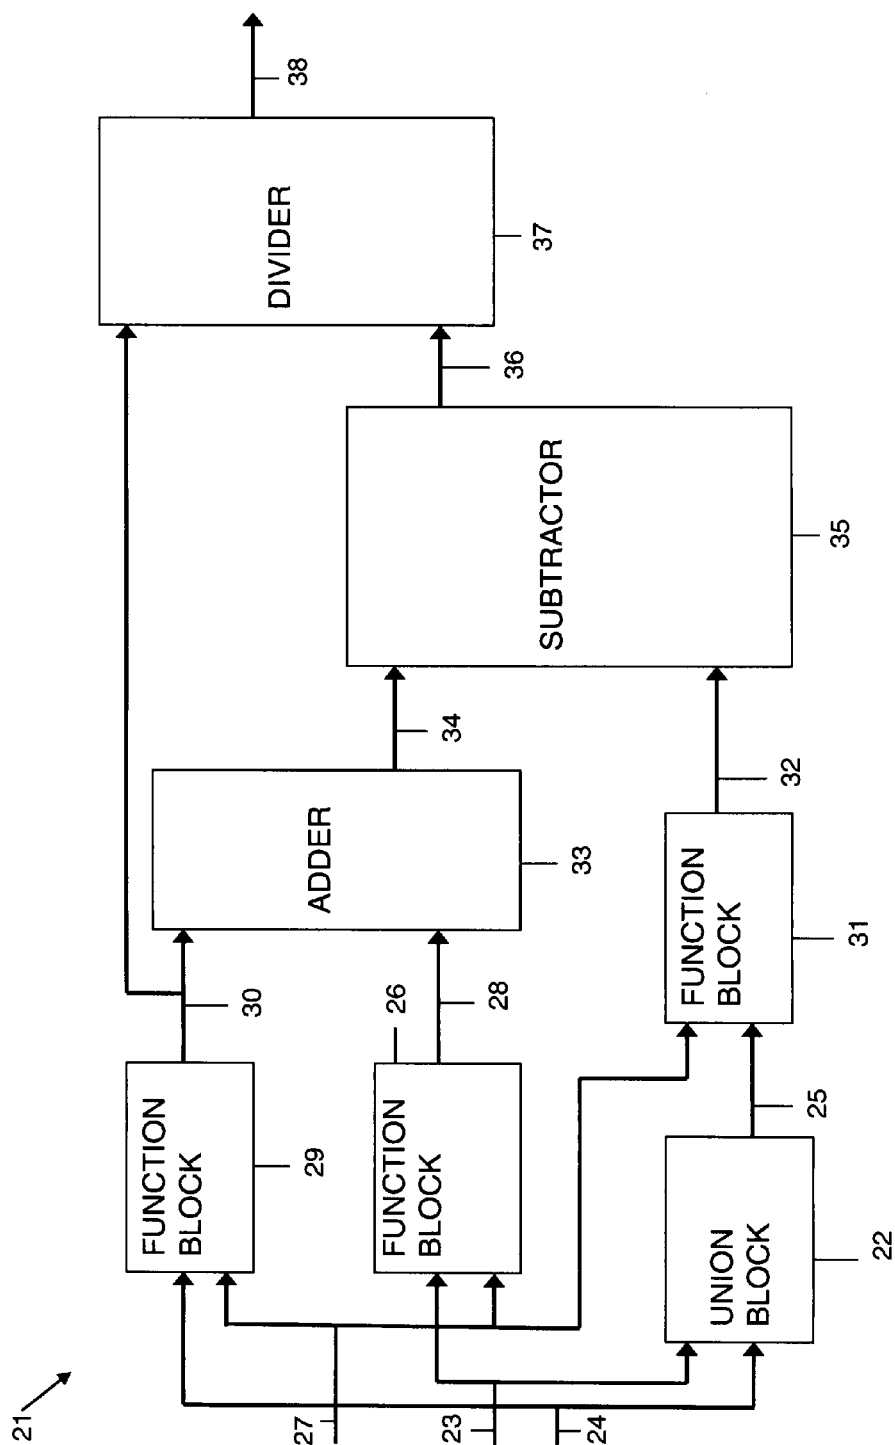 21
27
23
24
FUNCTION
BLOCK
29
30
FUNCTION
BLOCK
26
28
UNION
BLOCK
22
25
FUNCTION
BLOCK
31
32
ADDER
33
34
SUBTRACTOR
35
36
DIVIDER
37
38